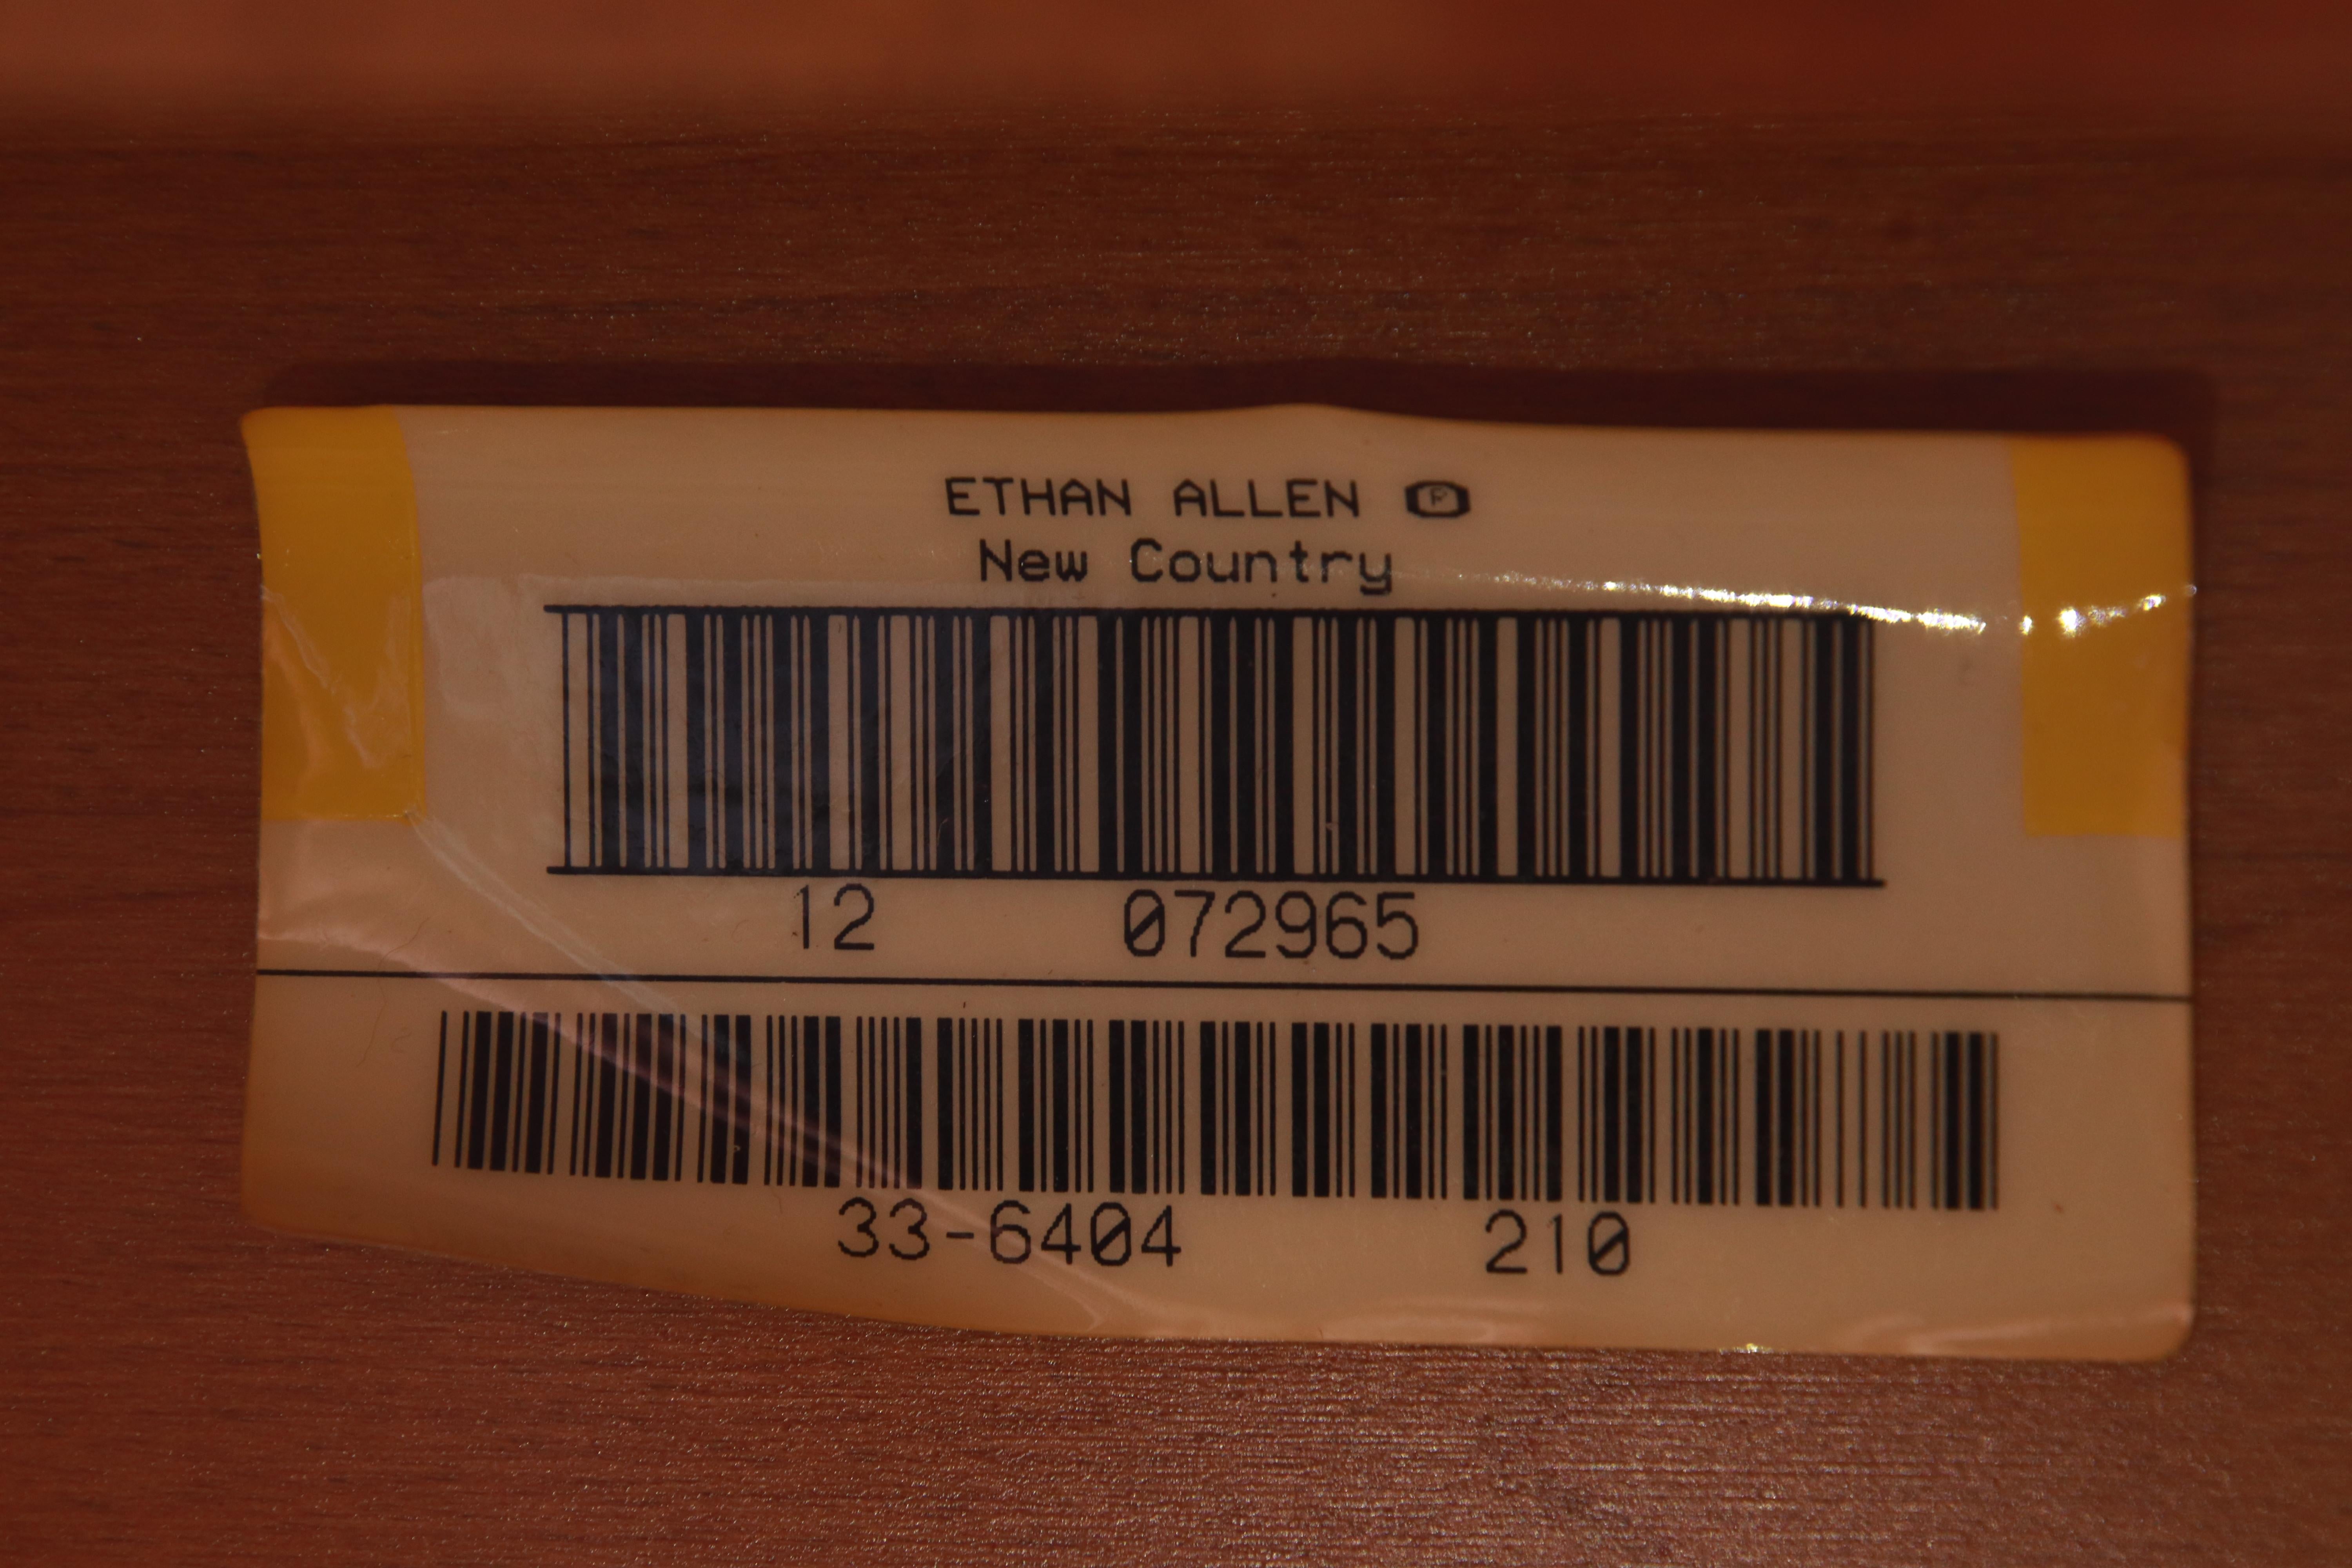 ETHAN ALLEN Ⓟ
New Country
12 072965
33-6404 210